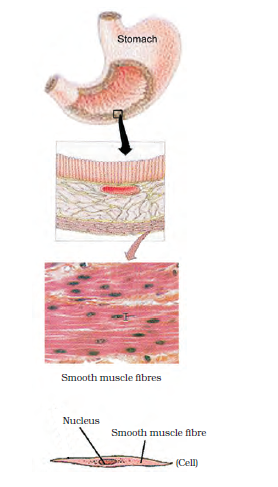 Stomach
Smooth muscle fibres
Nucleus
Smooth muscle fibre
(Cell)